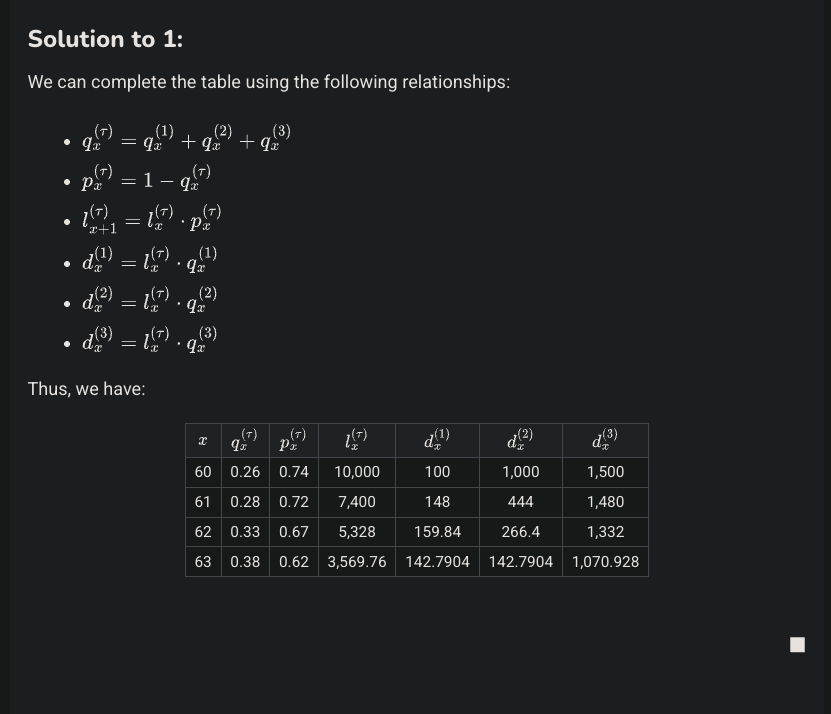 Solution to 1:
We can complete the table using the following relationships:
• $q_x^{(\tau)} = q_x^{(1)} + q_x^{(2)} + q_x^{(3)}$
• $p_x^{(\tau)} = 1 - q_x^{(\tau)}$
• $l_{x+1}^{(\tau)} = l_x^{(\tau)} \cdot p_x^{(\tau)}$
• $d_x^{(1)} = l_x^{(\tau)} \cdot q_x^{(1)}$
• $d_x^{(2)} = l_x^{(\tau)} \cdot q_x^{(2)}$
• $d_x^{(3)} = l_x^{(\tau)} \cdot q_x^{(3)}$
Thus, we have:
$x$ $q_x^{(\tau)}$ $p_x^{(\tau)}$ $l_x^{(\tau)}$ $d_x^{(1)}$ $d_x^{(2)}$ $d_x^{(3)}$
60 0.26 0.74 10,000 100 1,000 1,500
61 0.28 0.72 7,400 148 444 1,480
62 0.33 0.67 5,328 159.84 266.4 1,332
63 0.38 0.62 3,569.76 142.7904 142.7904 1,070.928